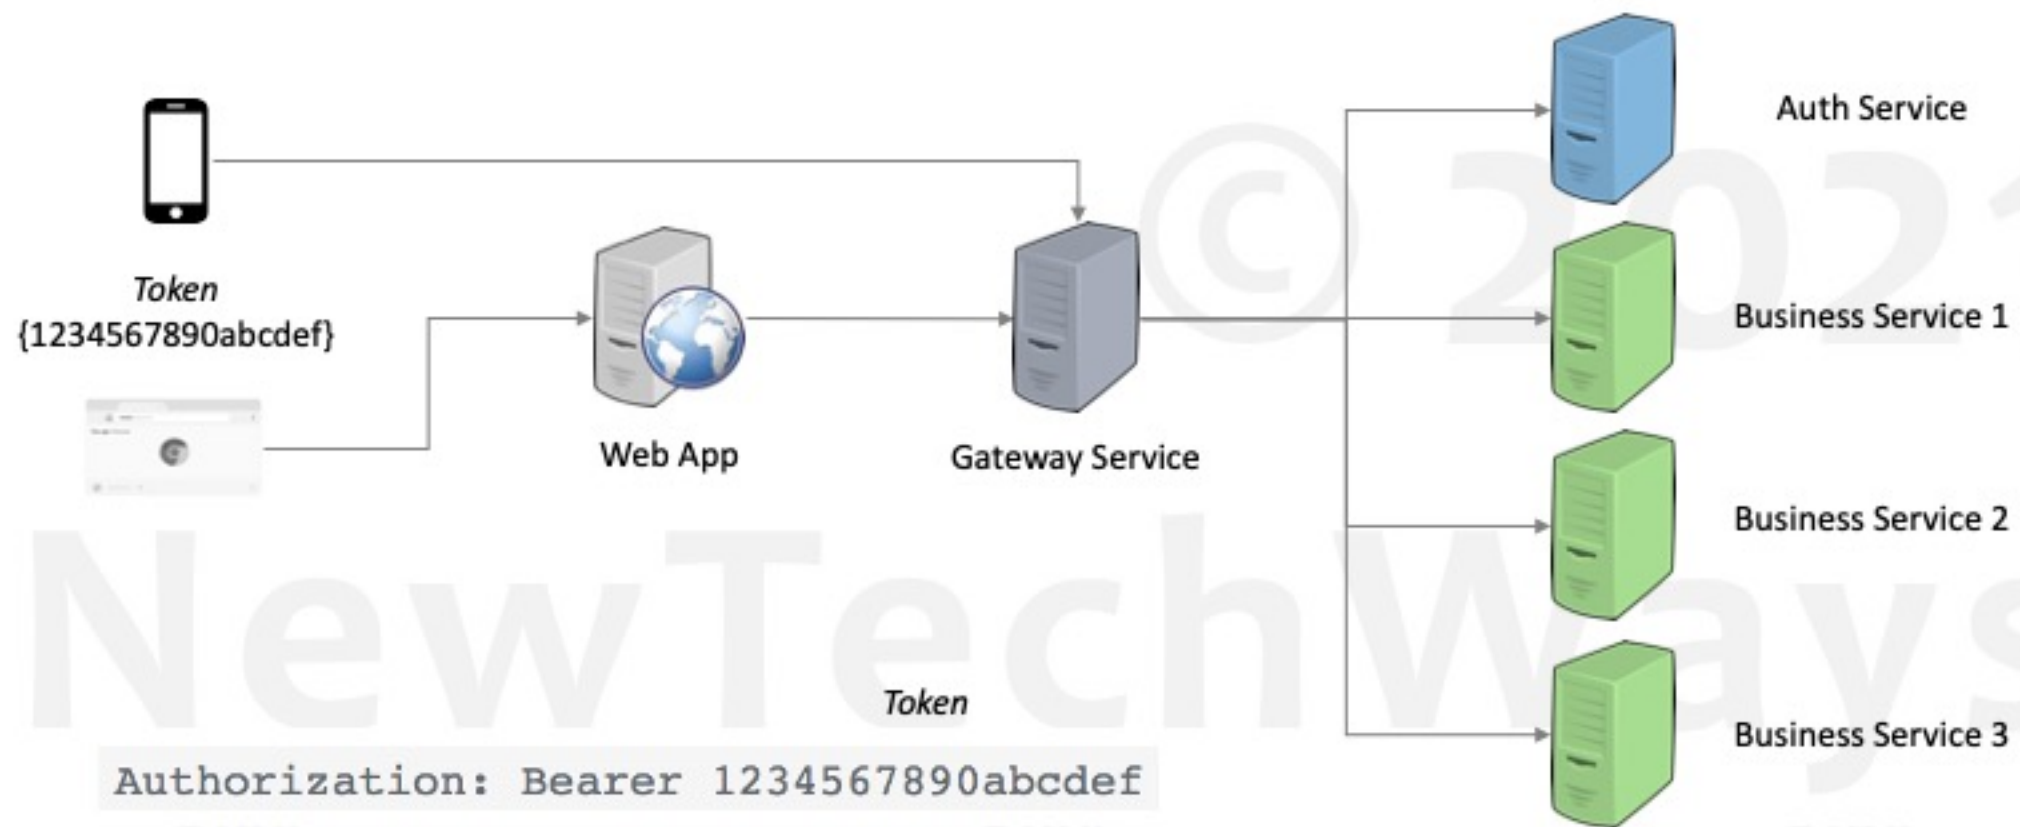 Auth Service
Token
{1234567890abcdef}
Business Service 1
Web App
Gateway Service
Business Service 2
Token
Business Service 3
Authorization: Bearer 1234567890abcdef
© 2021
NewTechWays